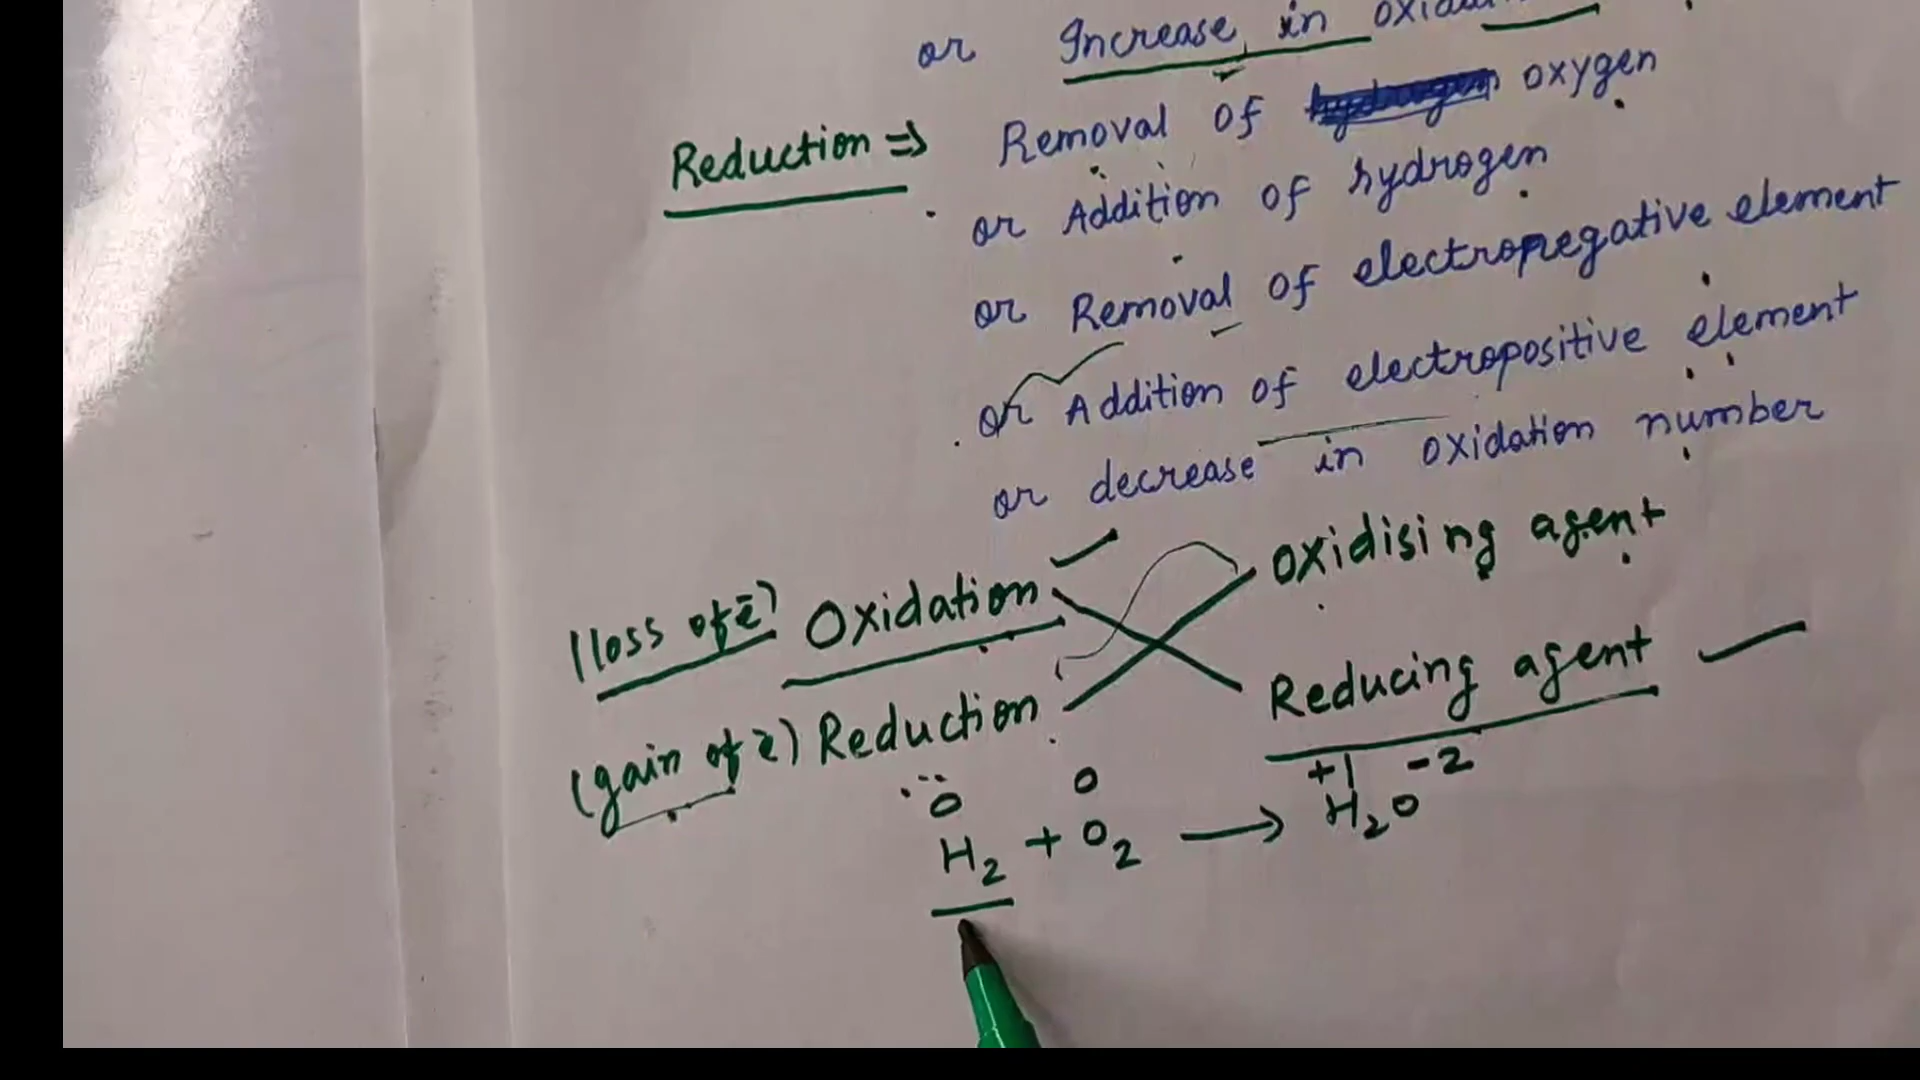 or Increase in
Reduction ⇒ Removal of oxygen
or Addition of hydrogen
or Removal of electronegative element
or Addition of electropositive element
or decrease in oxidation number
(loss of ē) Oxidation oxidising agent
(gain of ē) Reduction Reducing agent
0 0 +1 -2
H2 + O2 → H2O